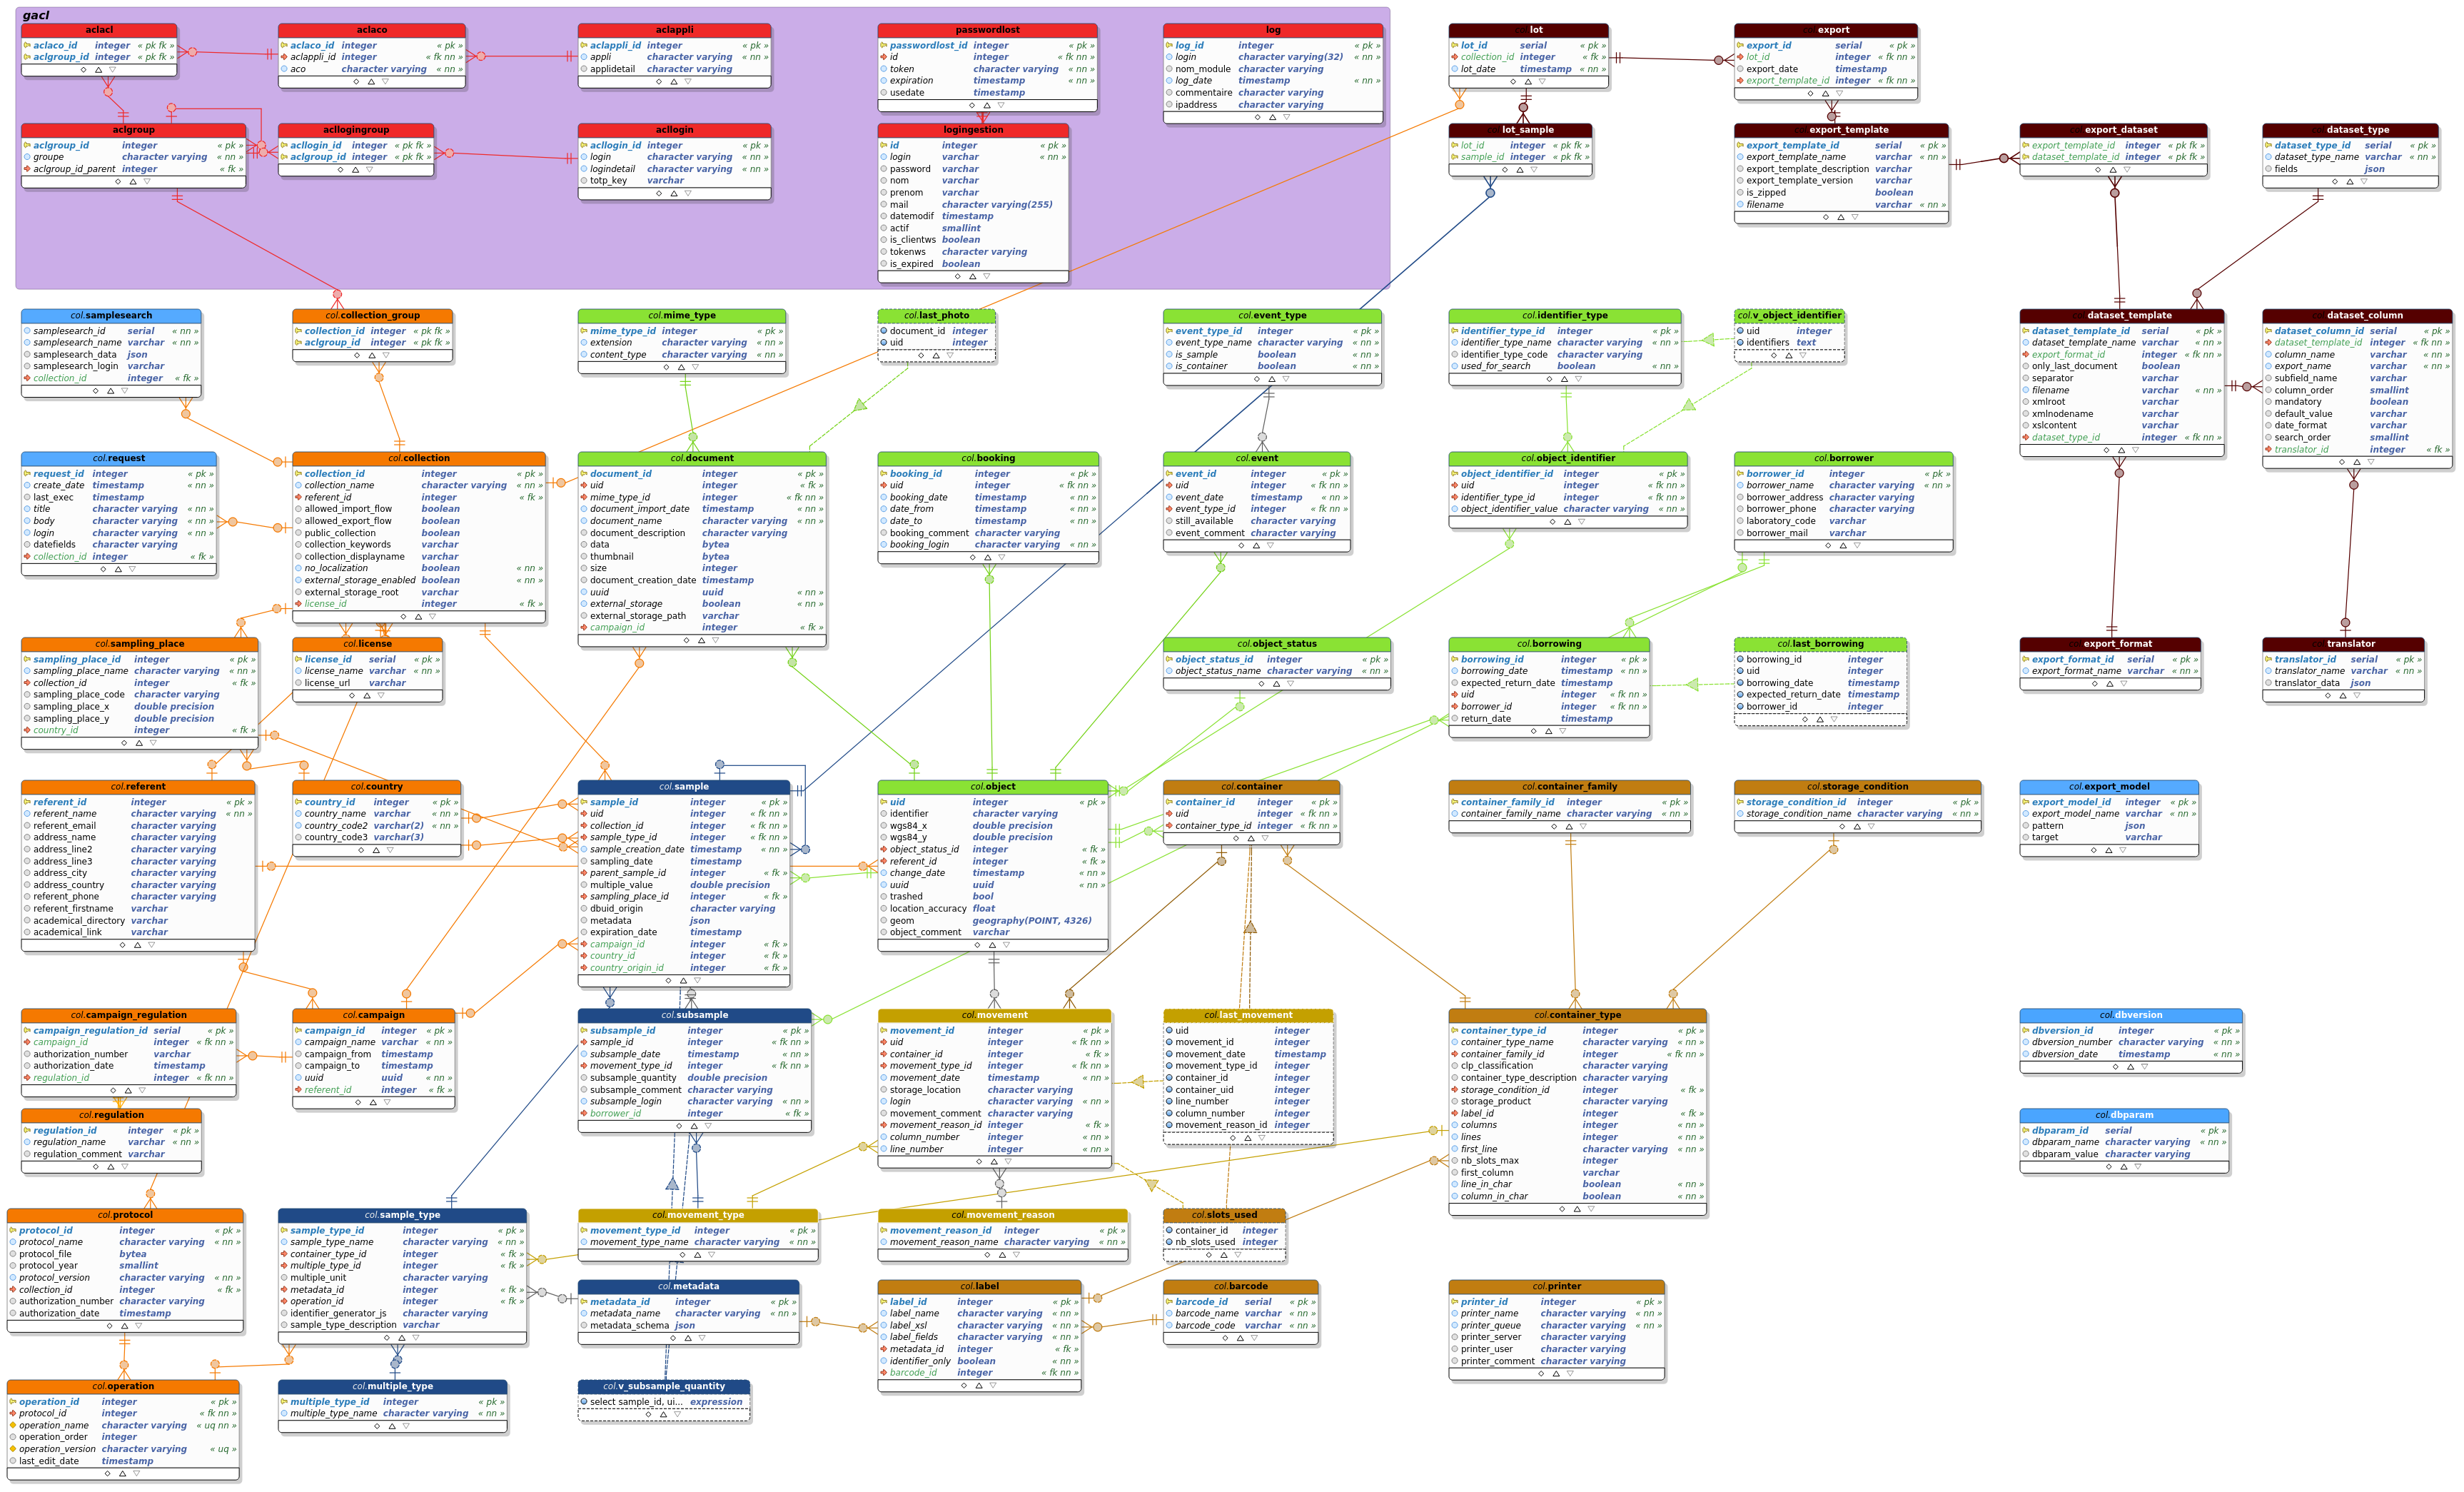 gacl
aclacl
aclaco_id integer « pk fk »
aclgroup_id integer « pk fk »
aclaco
aclaco_id integer « pk »
aclappli_id integer « fk nn »
aco character varying « nn »
aclappli
aclappli_id integer « pk »
appli character varying « nn »
applidetail character varying
passwordlost
passwordlost_id integer « pk »
id integer « fk nn »
token character varying « nn »
expiration timestamp « nn »
usedate timestamp
log
log_id integer « pk »
login character varying(32) « nn »
nom_module character varying
log_date timestamp « nn »
commentaire character varying
ipaddress character varying
col.lot
lot_id serial « pk »
collection_id integer « fk »
lot_date timestamp « nn »
col.export
export_id serial « pk »
lot_id integer « fk nn »
export_date timestamp
export_template_id integer « fk nn »
aclgroup
aclgroup_id integer « pk »
groupe character varying « nn »
aclgroup_id_parent integer « fk »
acllogingroup
acllogin_id integer « pk fk »
aclgroup_id integer « pk fk »
acllogin
acllogin_id integer « pk »
login character varying « nn »
logindetail character varying « nn »
totp_key varchar
logingestion
id integer « pk »
login varchar « nn »
password varchar
nom varchar
prenom varchar
mail character varying(255)
datemodif timestamp
actif smallint
is_clientws boolean
tokenws character varying
is_expired boolean
col.lot_sample
lot_id integer « pk fk »
sample_id integer « pk fk »
col.export_template
export_template_id serial « pk »
export_template_name varchar « nn »
export_template_description varchar
export_template_version varchar
is_zipped boolean
filename varchar « nn »
col.export_dataset
export_template_id integer « pk fk »
dataset_template_id integer « pk fk »
col.dataset_type
dataset_type_id serial « pk »
dataset_type_name varchar « nn »
fields json
col.samplesearch
samplesearch_id serial « nn »
samplesearch_name varchar « nn »
samplesearch_data json
samplesearch_login varchar
collection_id integer « fk »
col.collection_group
collection_id integer « pk fk »
aclgroup_id integer « pk fk »
col.mime_type
mime_type_id integer « pk »
extension character varying « nn »
content_type character varying « nn »
col.last_photo
document_id integer
uid integer
col.event_type
event_type_id integer « pk »
event_type_name character varying « nn »
is_sample boolean « nn »
is_container boolean « nn »
col.identifier_type
identifier_type_id integer « pk »
identifier_type_name character varying « nn »
identifier_type_code character varying
used_for_search boolean « nn »
col.v_object_identifier
uid integer
identifiers text
col.dataset_template
dataset_template_id serial « pk »
dataset_template_name varchar « nn »
export_format_id integer « fk nn »
only_last_document boolean
separator varchar
filename varchar « nn »
xmlroot varchar
xmlnodename varchar
xslcontent varchar
dataset_type_id integer « fk nn »
col.dataset_column
dataset_column_id serial « pk »
dataset_template_id integer « fk nn »
column_name varchar « nn »
export_name varchar « nn »
subfield_name varchar
column_order smallint
mandatory boolean
default_value varchar
date_format varchar
search_order smallint
translator_id integer « fk »
col.request
request_id integer « pk »
create_date timestamp « nn »
last_exec timestamp
title character varying « nn »
body character varying « nn »
login character varying « nn »
datefields character varying
collection_id integer « fk »
col.collection
collection_id integer « pk »
collection_name character varying « nn »
referent_id integer « fk »
allowed_import_flow boolean
allowed_export_flow boolean
public_collection boolean
collection_keywords varchar
collection_displayname varchar
no_localization boolean « nn »
external_storage_enabled boolean « nn »
external_storage_root varchar
license_id integer « fk »
col.document
document_id integer « pk »
uid integer « fk »
mime_type_id integer « fk nn »
document_import_date timestamp « nn »
document_name character varying « nn »
document_description character varying
data bytea
thumbnail bytea
size integer
document_creation_date timestamp
uuid uuid « nn »
external_storage boolean « nn »
external_storage_path varchar
campaign_id integer « fk »
col.booking
booking_id integer « pk »
uid integer « fk nn »
booking_date timestamp « nn »
date_from timestamp « nn »
date_to timestamp « nn »
booking_comment character varying
booking_login character varying « nn »
col.event
event_id integer « pk »
uid integer « fk nn »
event_date timestamp « nn »
event_type_id integer « fk nn »
still_available character varying
event_comment character varying
col.object_identifier
object_identifier_id integer « pk »
uid integer « fk nn »
identifier_type_id integer « fk nn »
object_identifier_value character varying « nn »
col.borrower
borrower_id integer « pk »
borrower_name character varying « nn »
borrower_address character varying
borrower_phone character varying
laboratory_code varchar
borrower_mail varchar
col.sampling_place
sampling_place_id integer « pk »
sampling_place_name character varying « nn »
collection_id integer « fk »
sampling_place_code character varying
sampling_place_x double precision
sampling_place_y double precision
country_id integer « fk »
col.license
license_id serial « pk »
license_name varchar « nn »
license_url varchar
col.object_status
object_status_id integer « pk »
object_status_name character varying « nn »
col.borrowing
borrowing_id integer « pk »
borrowing_date timestamp « nn »
expected_return_date timestamp
uid integer « fk nn »
borrower_id integer « fk nn »
return_date timestamp
col.last_borrowing
borrowing_id integer
uid integer
borrowing_date timestamp
expected_return_date timestamp
borrower_id integer
col.export_format
export_format_id serial « pk »
export_format_name varchar « nn »
col.translator
translator_id serial « pk »
translator_name varchar « nn »
translator_data json
col.referent
referent_id integer « pk »
referent_name character varying « nn »
referent_email character varying
address_name character varying
address_line2 character varying
address_line3 character varying
address_city character varying
address_country character varying
referent_phone character varying
referent_firstname varchar
academical_directory varchar
academical_link varchar
col.country
country_id integer « pk »
country_name varchar « nn »
country_code2 varchar(2) « nn »
country_code3 varchar(3)
col.sample
sample_id integer « pk »
uid integer « fk nn »
collection_id integer « fk nn »
sample_type_id integer « fk nn »
sample_creation_date timestamp « nn »
sampling_date timestamp
parent_sample_id integer « fk »
multiple_value double precision
sampling_place_id integer « fk »
dbuid_origin character varying
metadata json
expiration_date timestamp
campaign_id integer « fk »
country_id integer « fk »
country_origin_id integer « fk »
col.object
uid integer « pk »
identifier character varying
wgs84_x double precision
wgs84_y double precision
object_status_id integer « fk »
referent_id integer « fk »
change_date timestamp « nn »
uuid uuid « nn »
trashed bool
location_accuracy float
geom geography(POINT, 4326)
object_comment varchar
col.container
container_id integer « pk »
uid integer « fk nn »
container_type_id integer « fk nn »
col.container_family
container_family_id integer « pk »
container_family_name character varying « nn »
col.storage_condition
storage_condition_id integer « pk »
storage_condition_name character varying « nn »
col.export_model
export_model_id integer « pk »
export_model_name varchar « nn »
pattern json
target varchar
col.campaign_regulation
campaign_regulation_id serial « pk »
campaign_id integer « fk nn »
authorization_number varchar
authorization_date timestamp
regulation_id integer « fk nn »
col.campaign
campaign_id integer « pk »
campaign_name varchar « nn »
campaign_from timestamp
campaign_to timestamp
uuid uuid « nn »
referent_id integer « fk »
col.subsample
subsample_id integer « pk »
sample_id integer « fk nn »
subsample_date timestamp « nn »
movement_type_id integer « fk nn »
subsample_quantity double precision
subsample_comment character varying
subsample_login character varying « nn »
borrower_id integer « fk »
col.movement
movement_id integer « pk »
uid integer « fk nn »
container_id integer « fk »
movement_type_id integer « fk nn »
movement_date timestamp « nn »
storage_location character varying
login character varying « nn »
movement_comment character varying
movement_reason_id integer « fk »
column_number integer « nn »
line_number integer « nn »
col.last_movement
uid integer
movement_id integer
movement_date timestamp
movement_type_id integer
container_id integer
container_uid integer
line_number integer
column_number integer
movement_reason_id integer
col.container_type
container_type_id integer « pk »
container_type_name character varying « nn »
container_family_id integer « fk nn »
clp_classification character varying
container_type_description character varying
storage_condition_id integer « fk »
storage_product character varying
label_id integer « fk »
columns integer « nn »
lines integer « nn »
first_line character varying « nn »
nb_slots_max integer
first_column varchar
line_in_char boolean « nn »
column_in_char boolean « nn »
col.dbversion
dbversion_id integer « pk »
dbversion_number character varying « nn »
dbversion_date timestamp « nn »
col.regulation
regulation_id integer « pk »
regulation_name varchar « nn »
regulation_comment varchar
col.dbparam
dbparam_id serial « pk »
dbparam_name character varying « nn »
dbparam_value character varying
col.protocol
protocol_id integer « pk »
protocol_name character varying « nn »
protocol_file bytea
protocol_year smallint
protocol_version character varying « nn »
collection_id integer « fk »
authorization_number character varying
authorization_date timestamp
col.sample_type
sample_type_id integer « pk »
sample_type_name character varying « nn »
container_type_id integer « fk »
multiple_type_id integer « fk »
multiple_unit character varying
metadata_id integer « fk »
operation_id integer « fk »
identifier_generator_js character varying
sample_type_description varchar
col.movement_type
movement_type_id integer « pk »
movement_type_name character varying « nn »
col.movement_reason
movement_reason_id integer « pk »
movement_reason_name character varying « nn »
col.slots_used
container_id integer
nb_slots_used integer
col.metadata
metadata_id integer « pk »
metadata_name character varying « nn »
metadata_schema json
col.label
label_id integer « pk »
label_name character varying « nn »
label_xsl character varying « nn »
label_fields character varying « nn »
metadata_id integer « fk »
identifier_only boolean « nn »
barcode_id integer « fk nn »
col.barcode
barcode_id serial « pk »
barcode_name varchar « nn »
barcode_code varchar « nn »
col.printer
printer_id integer « pk »
printer_name character varying « nn »
printer_queue character varying « nn »
printer_server character varying
printer_user character varying
printer_comment character varying
col.operation
operation_id integer « pk »
protocol_id integer « fk nn »
operation_name character varying « uq nn »
operation_order integer
operation_version character varying « uq »
last_edit_date timestamp
col.multiple_type
multiple_type_id integer « pk »
multiple_type_name character varying « nn »
col.v_subsample_quantity
select sample_id, ui... expression